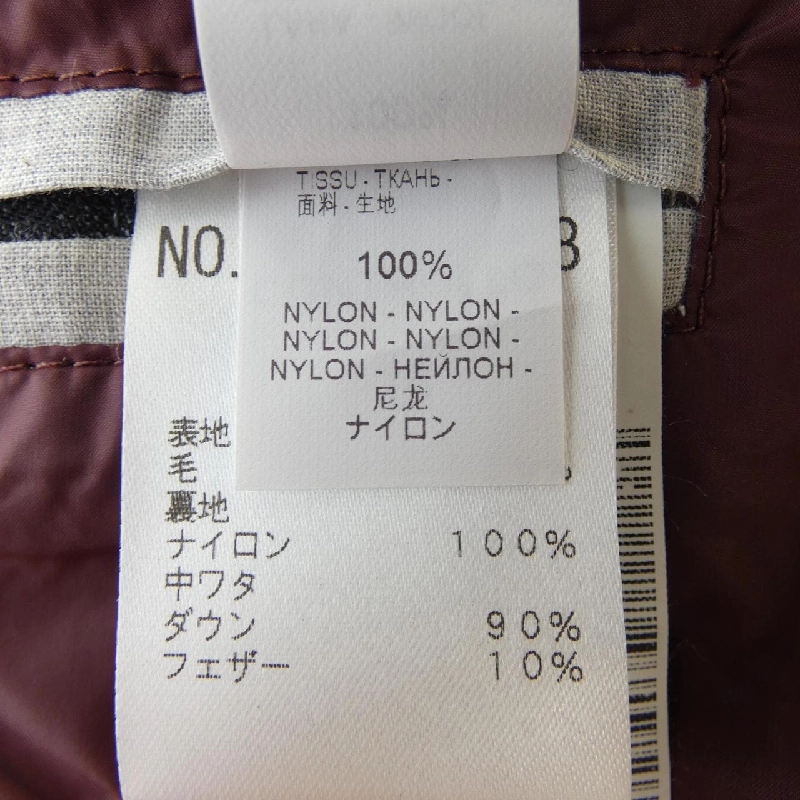 TISSU - ТКАНЬ -
面料 - 生地
100%
NYLON - NYLON -
NYLON - NYLON -
NYLON - НЕЙЛОН -
尼龙
ナイロン
NO.
表地
毛
裏地
ナイロン 100%
中ワタ
ダウン 90%
フェザー 10%